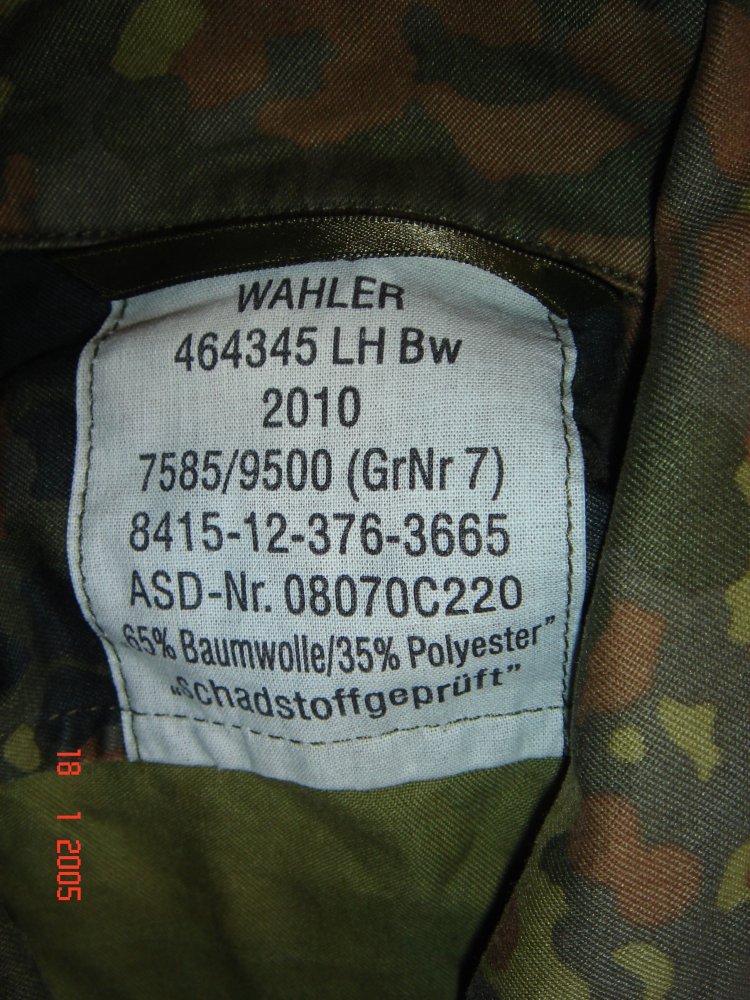 WAHLER
464345 LH Bw
2010
7585/9500 (GrNr 7)
8415-12-376-3665
ASD-Nr. 08070C220
65% Baumwolle/35% Polyester”
„Schadstoffgeprüft”
18 1 2005